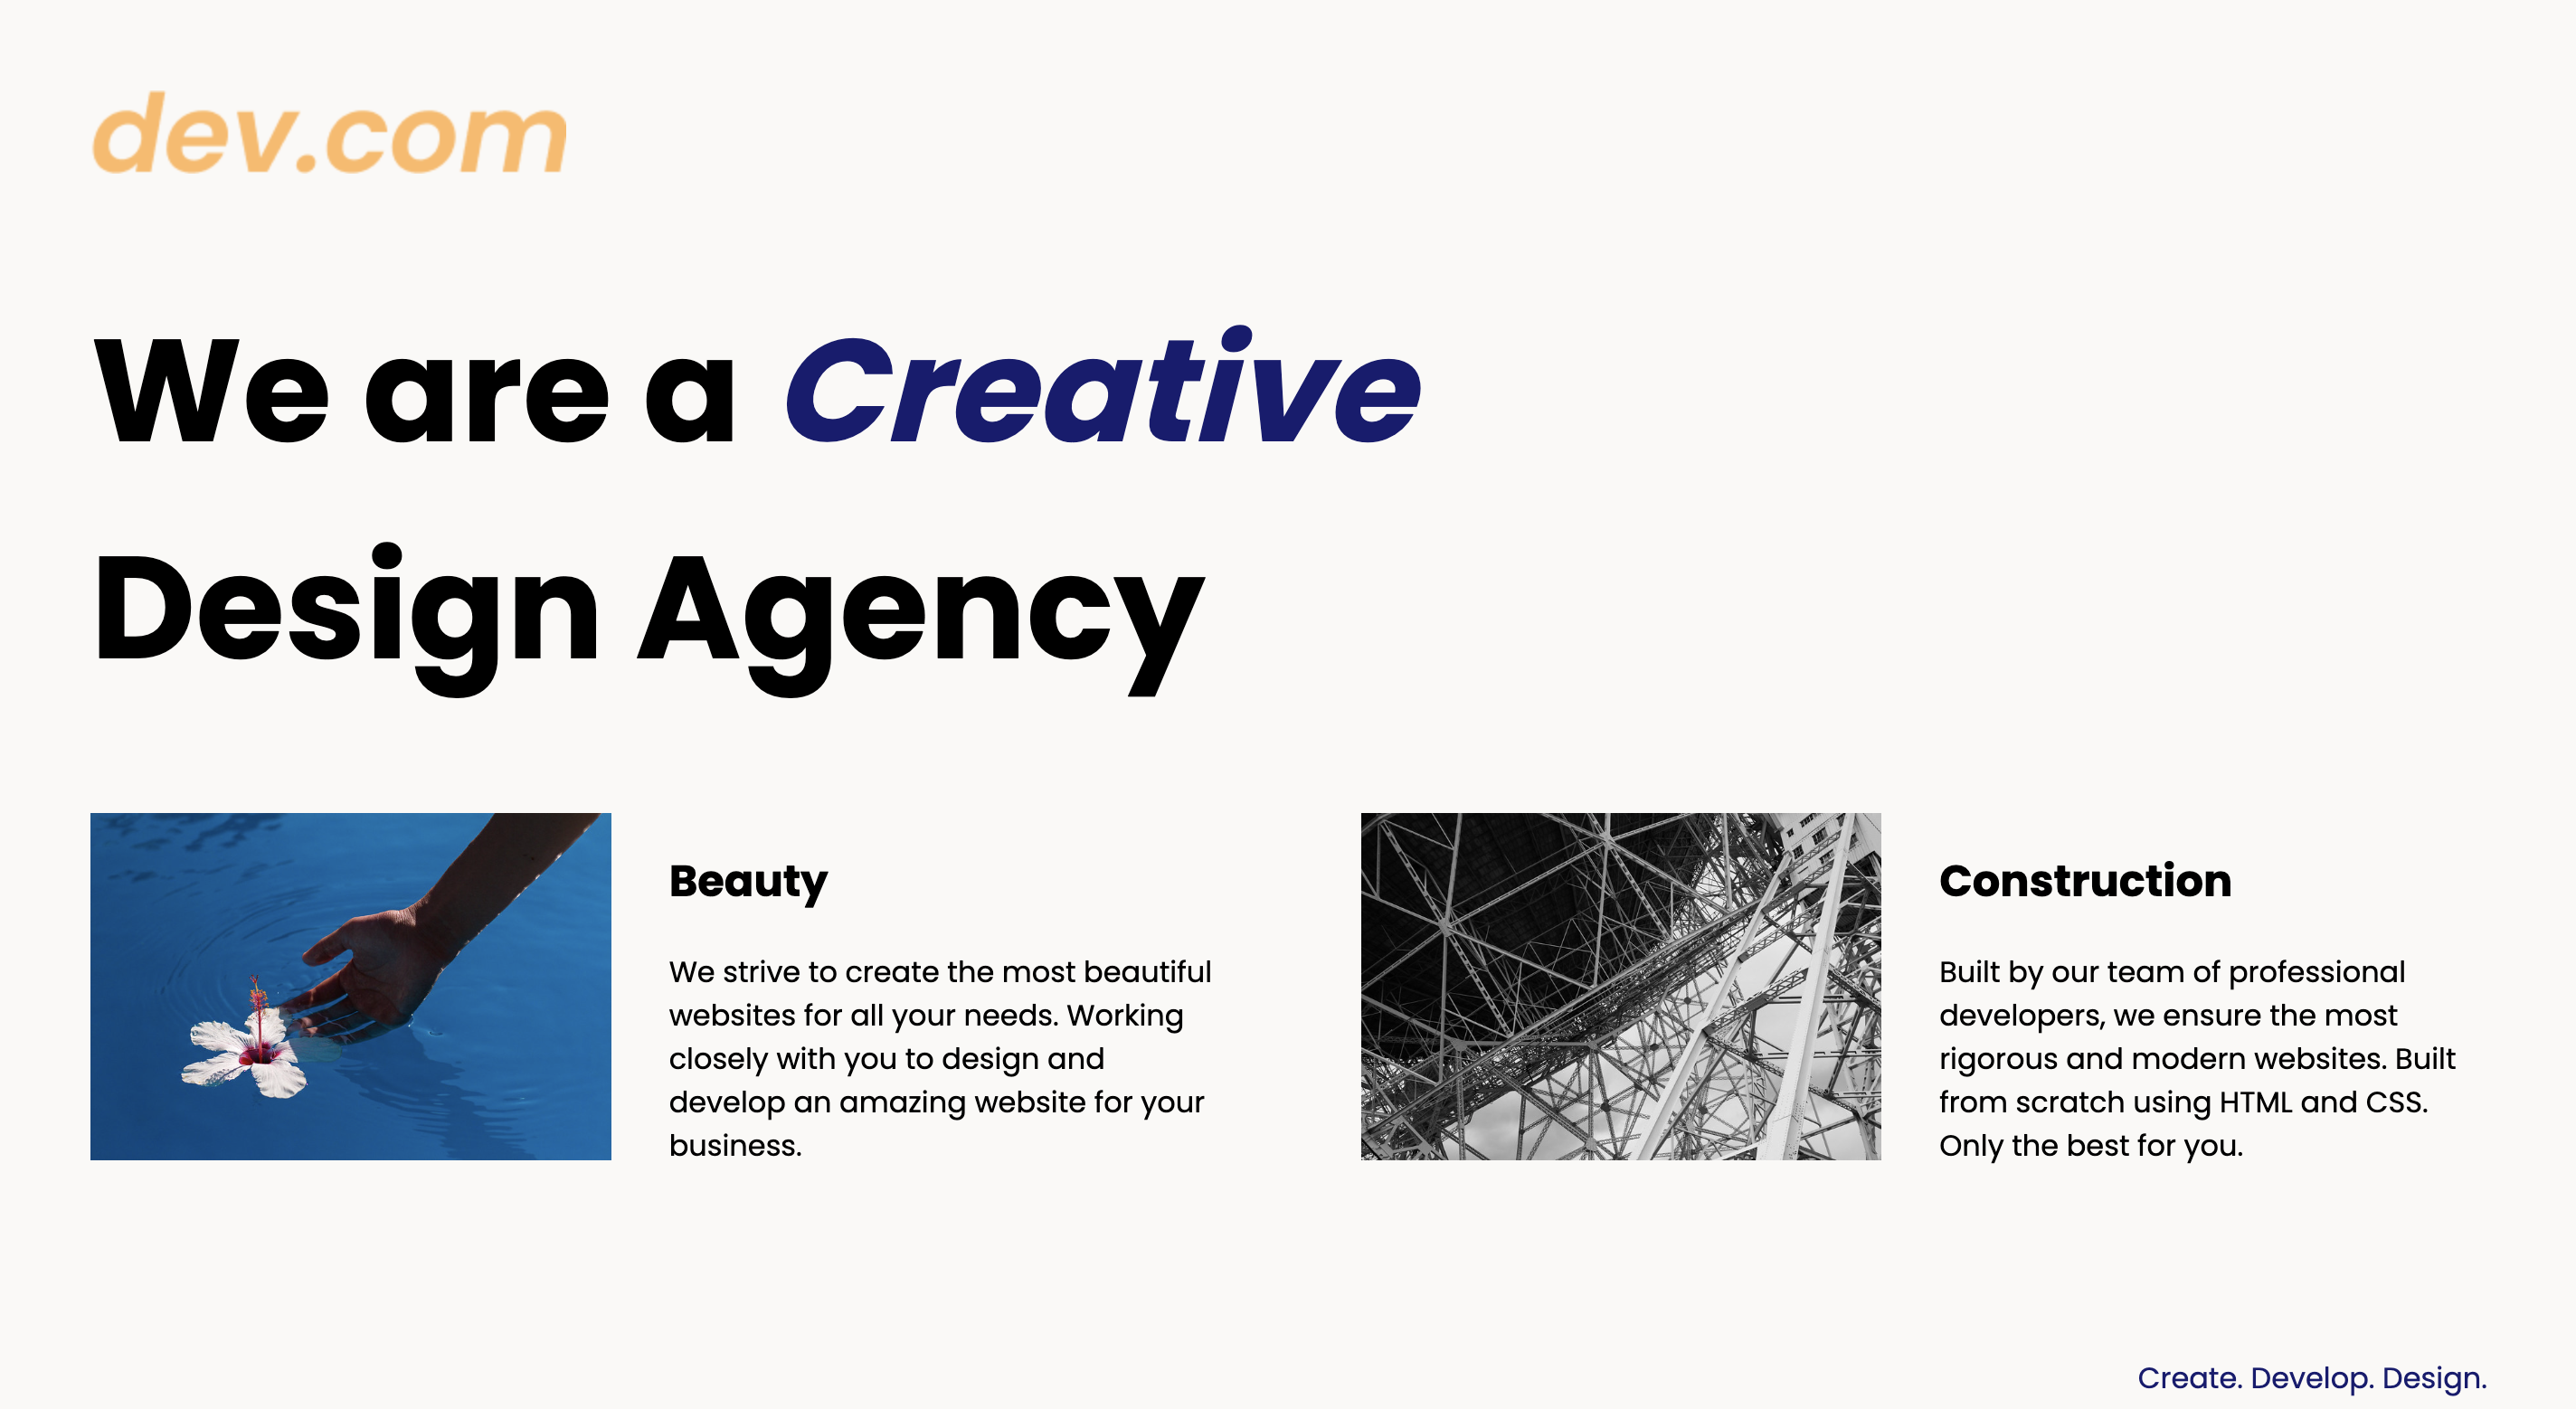 dev.com
We are a Creative
Design Agency
Beauty
We strive to create the most beautiful
websites for all your needs. Working
closely with you to design and
develop an amazing website for your
business.
Construction
Built by our team of professional
developers, we ensure the most
rigorous and modern websites. Built
from scratch using HTML and CSS.
Only the best for you.
Create. Develop. Design.